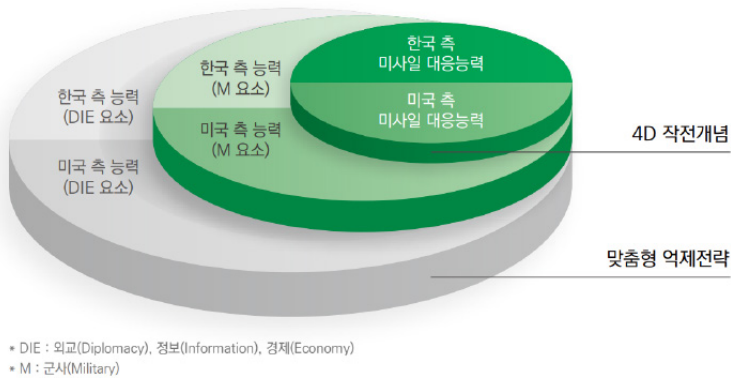 한국 측
미사일 대응능력
한국 측 능력
(M 요소)
한국 측 능력
(DIE 요소)
미국 측
미사일 대응능력
미국 측 능력
(M 요소)
4D 작전개념
미국 측 능력
(DIE 요소)
맞춤형 억제전략
* DIE : 외교(Diplomacy), 정보(Information), 경제(Economy)
* M : 군사(Military)